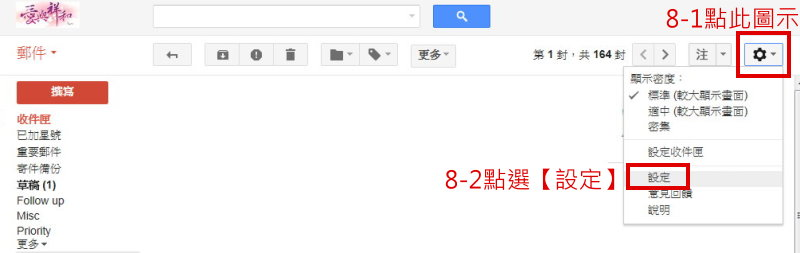 愛與祥和
8-1點此圖示
郵件
更多
第 1 封，共 164 封
注
顯示密度：
撰寫
標準 (較大顯示畫面)
收件匣
適中 (較大顯示畫面)
已加星號
密集
重要郵件
設定收件匣
寄件備份
8-2點選【設定】
設定
草稿 (1)
意見回饋
Follow up
說明
Misc
Priority
更多